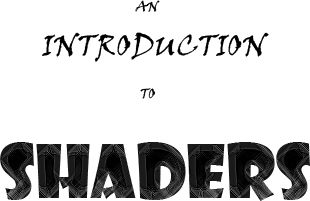 AN
INTRODUCTION
TO
SHADERS